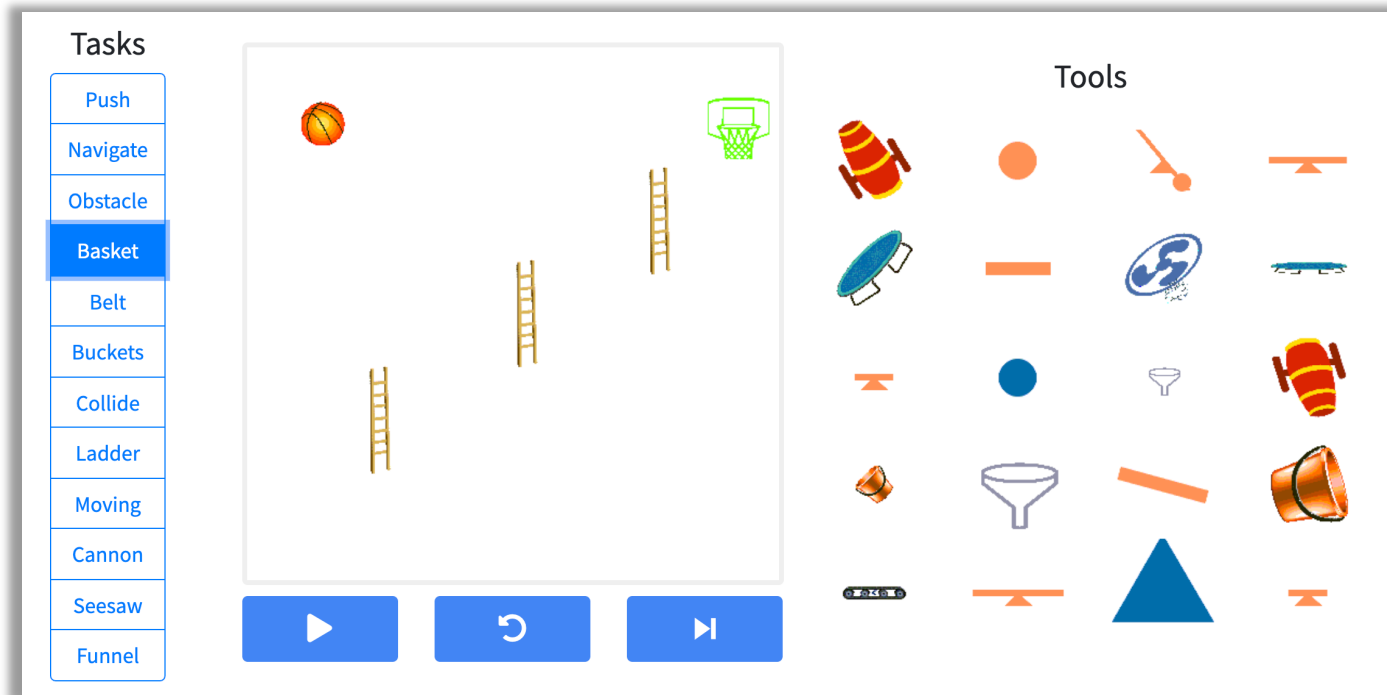 Tasks
Push
Navigate
Obstacle
Basket
Belt
Buckets
Collide
Ladder
Moving
Cannon
Seesaw
Funnel
Tools